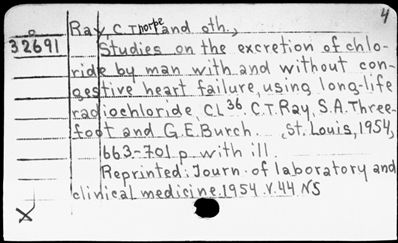 4
Ray, C. Thorpe and oth.,
32691
Studies on the excretion of chlo-
ride by man with and without con-
gestive heart failure, using long-life
radiochloride, CL36. C.T. Ray, S.A. Three-
foot and G.E. Burch. , St. Louis, 1954,
663-701 p with ill.
Reprinted: Journ. of laboratory and
clinical medicine. 1954 V.44 NS
X